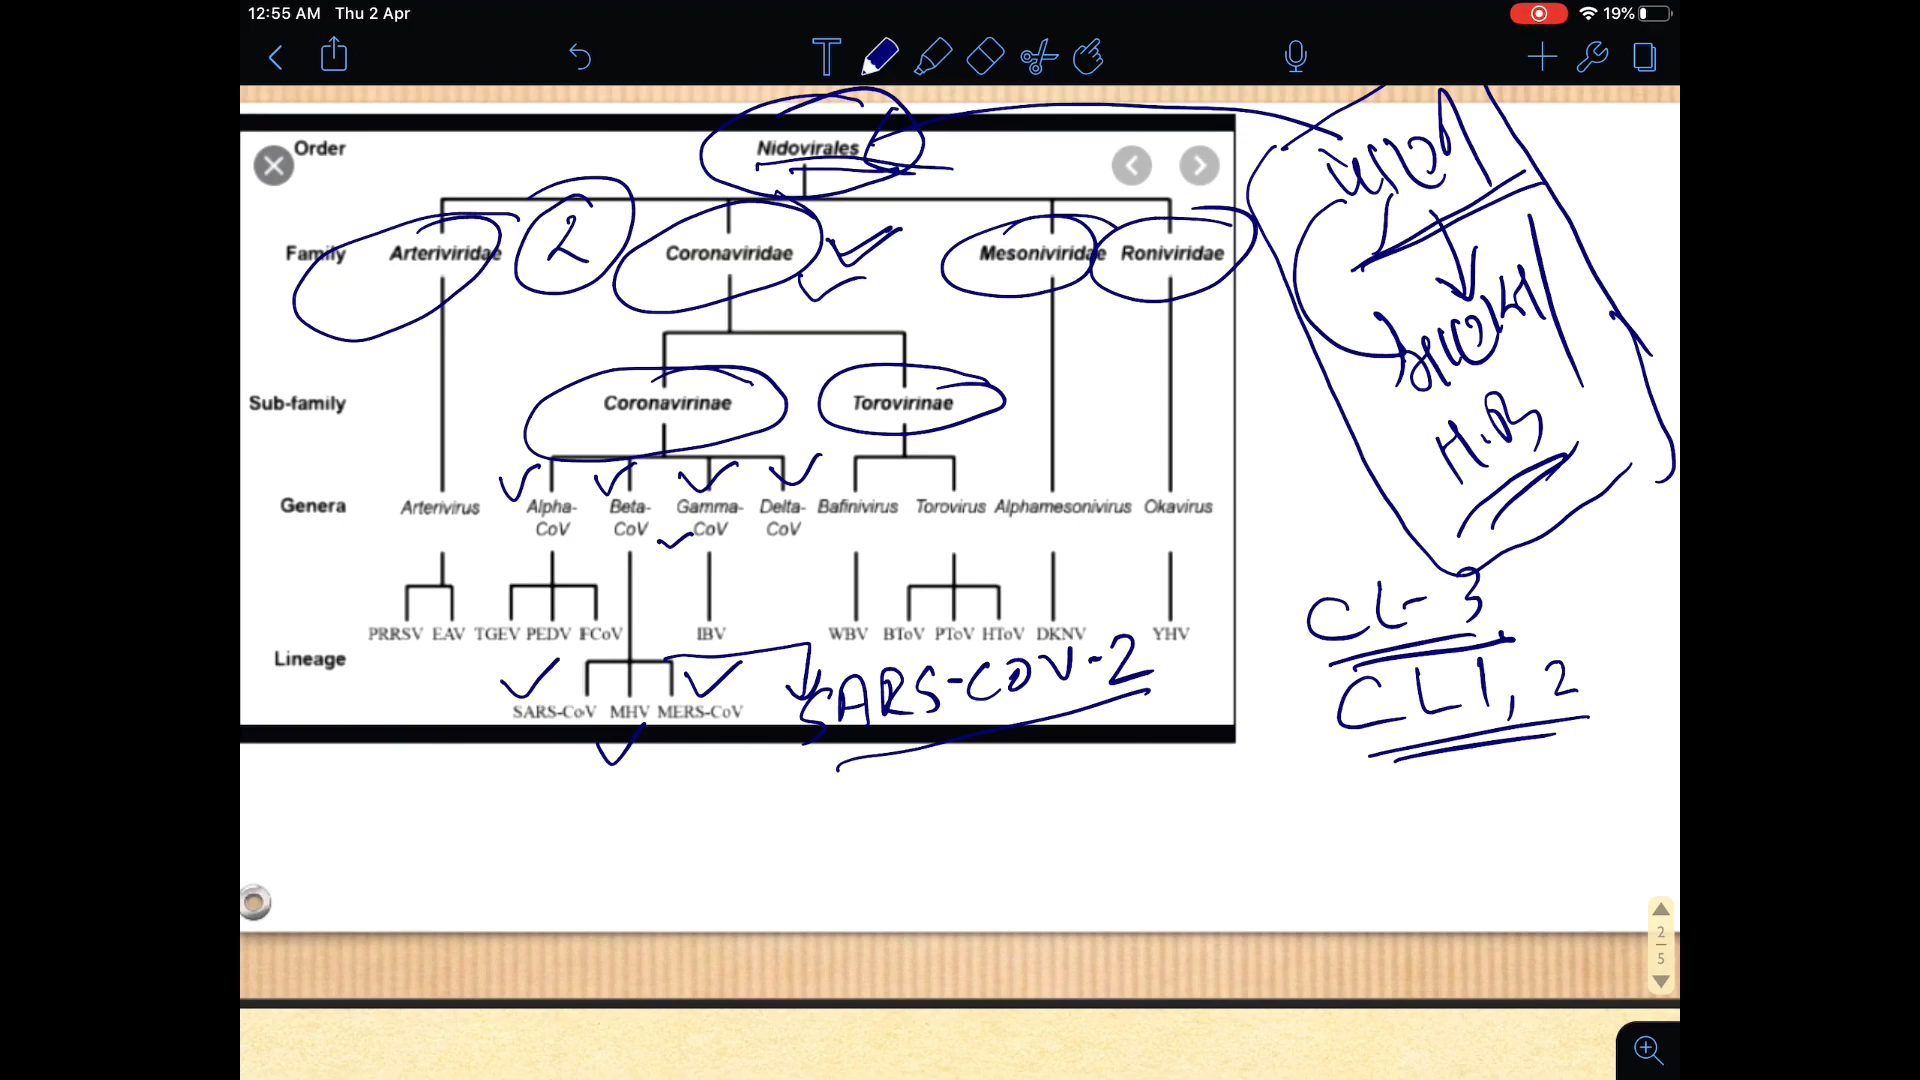 12:55 AM Thu 2 Apr
19%
Order
Nidovirales
Family
Arteriviridae
2
Coronaviridae
Mesoniviridae
Roniviridae
Sub-family
Coronavirinae
Torovirinae
H.B
Genera
Arterivirus
Alpha-CoV
Beta-CoV
Gamma-CoV
Delta-CoV
Bafinivirus
Torovirus
Alphamesonivirus
Okavirus
CL-3
PRRSV EAV TGEV PEDV FCoV IBV WBV BToV PToV HToV DKNV YHV
Lineage
SARS-COV-2
CL1,2
SARS-CoV MHV MERS-CoV
2
5